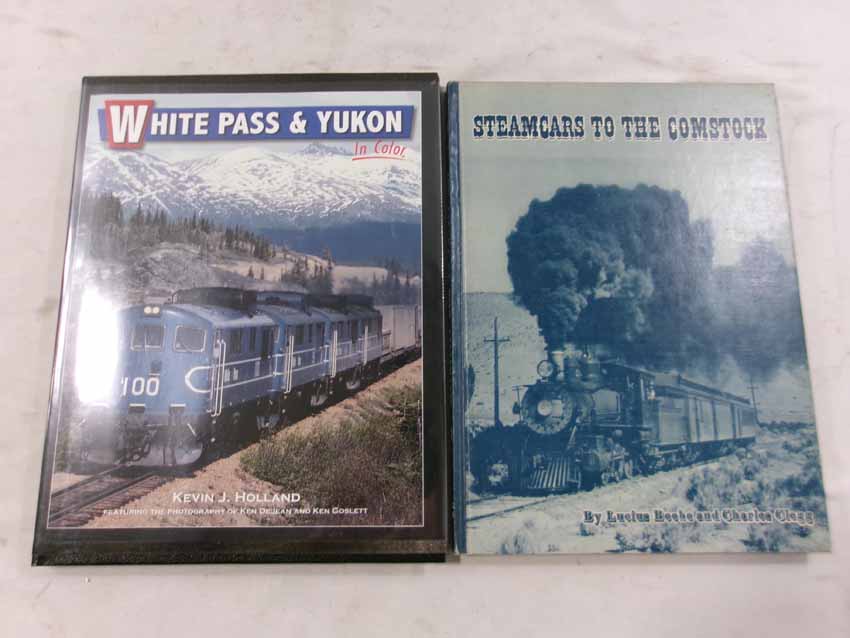 WHITE PASS & YUKON
In Color
100
KEVIN J. HOLLAND
FEATURING THE PHOTOGRAPHY OF KEN DEJEAN AND KEN GOSLETT
STEAMCARS TO THE COMSTOCK
By Lucius Beebe and Charles Clegg